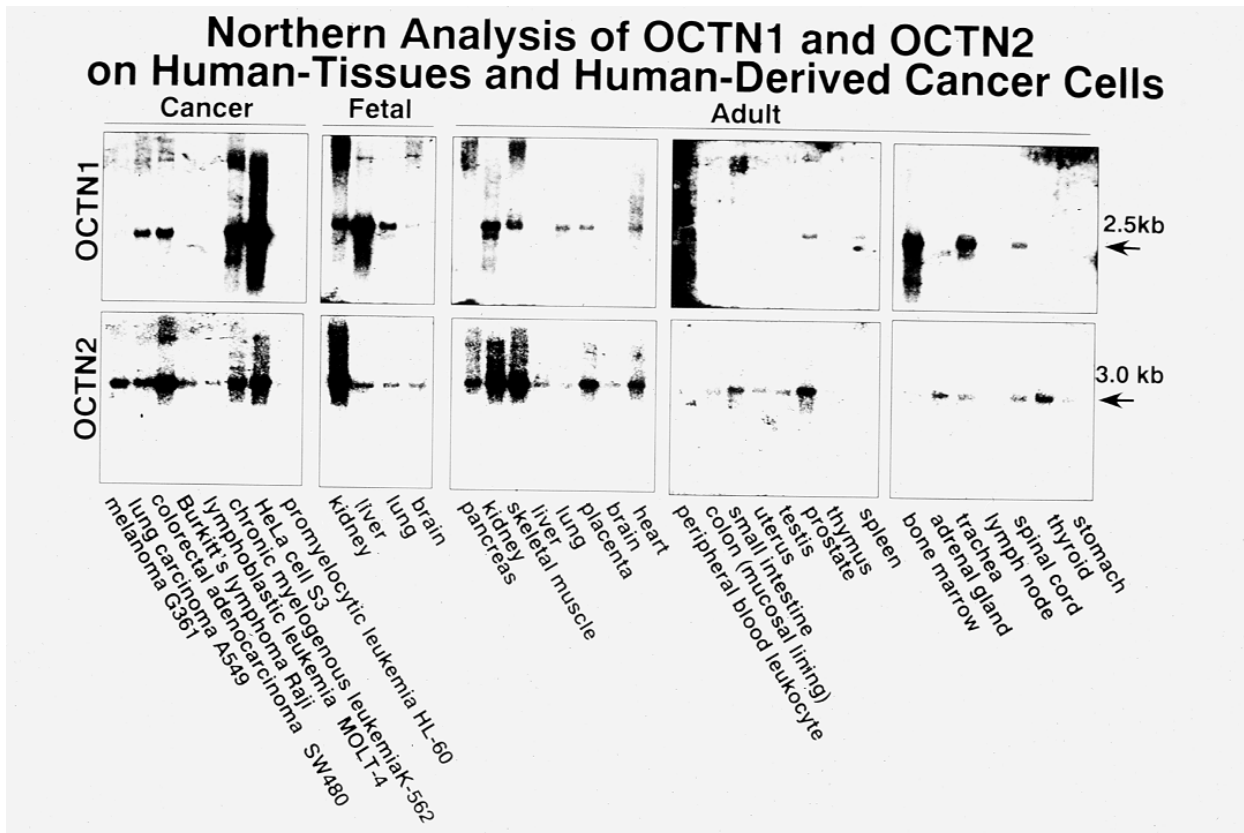 Northern Analysis of OCTN1 and OCTN2
on Human-Tissues and Human-Derived Cancer Cells
Cancer
Fetal
Adult
OCTN1
2.5kb
OCTN2
3.0 kb
melanoma G361
lung carcinoma A549
colorectal adenocarcinoma SW480
Burkitt's lymphoma Raji
lymphoblastic leukemia MOLT-4
chronic myelogenous leukemiaK-562
HeLa cell S3
promyelocytic leukemia HL-60
kidney
liver
lung
brain
pancreas
kidney
skeletal muscle
liver
lung
placenta
brain
heart
peripheral blood leukocyte
colon (mucosal lining)
small intestine
uterus
testis
prostate
thymus
spleen
bone marrow
adrenal gland
trachea
lymph node
spinal cord
thyroid
stomach